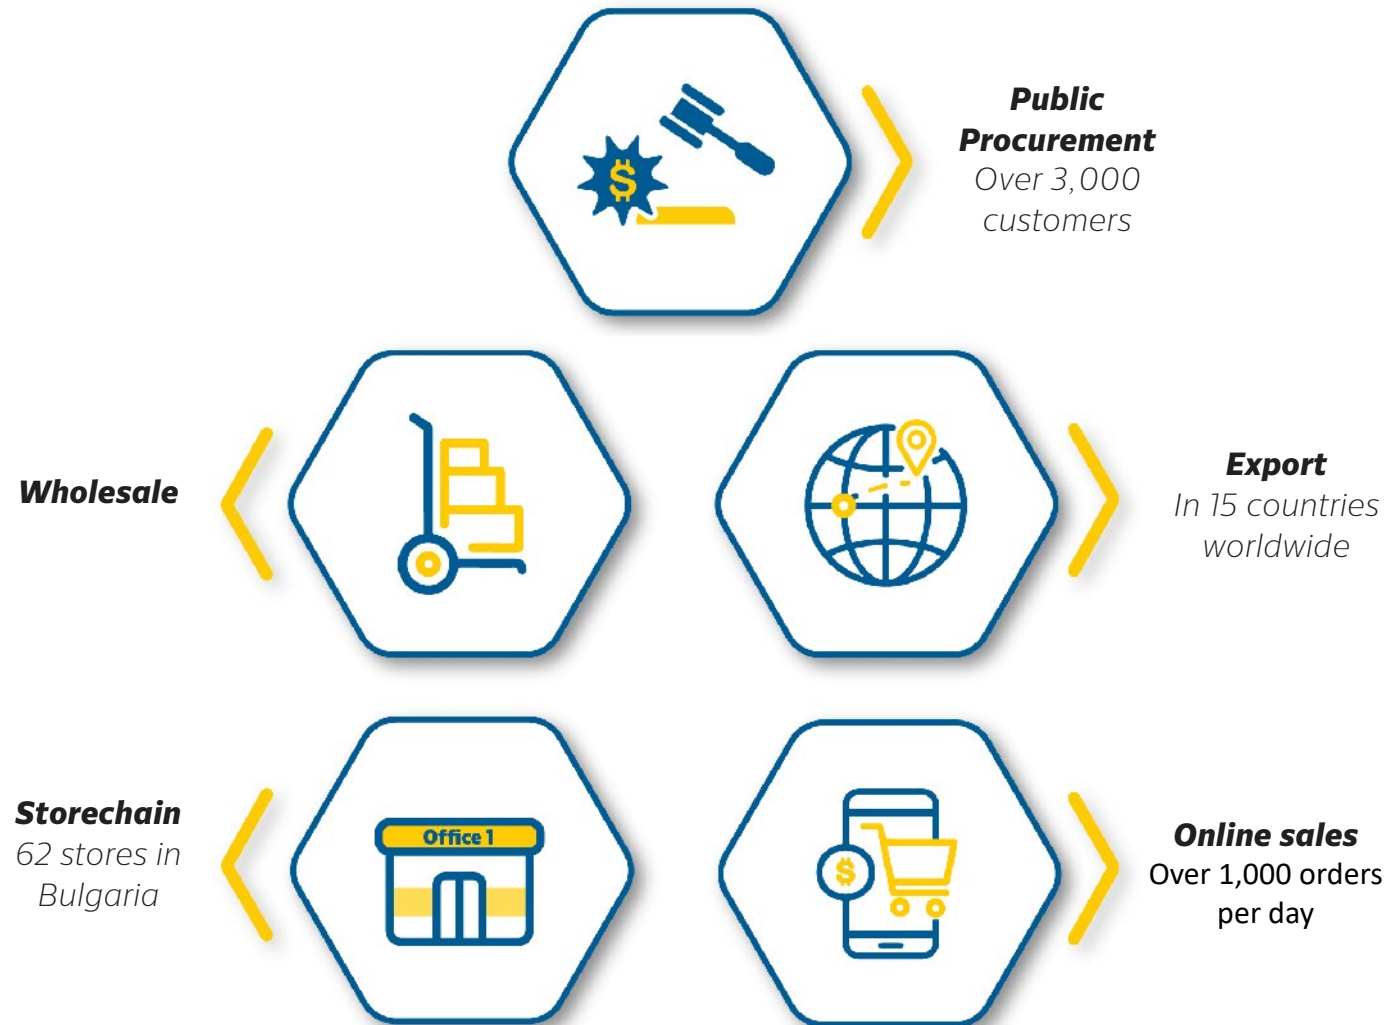 Public
Procurement
Over 3,000
customers
$
Wholesale
Export
In 15 countries
worldwide
Storechain
62 stores in
Bulgaria
Office 1
$
Online sales
Over 1,000 orders
per day